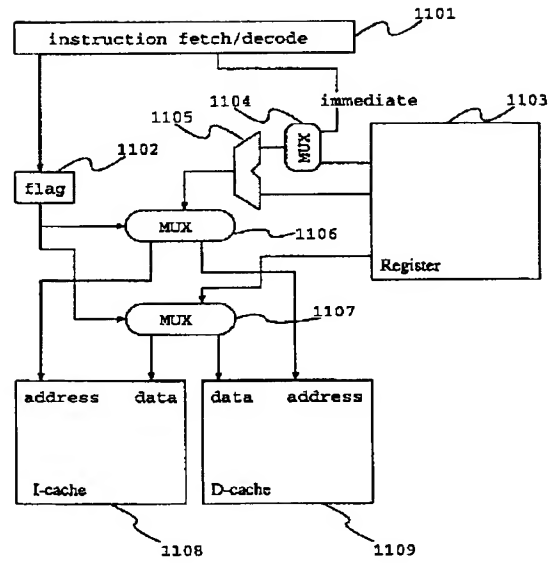 1101
instruction fetch/decode
1104
immediate
1103
1105
MUX
1102
flag
MUX
1106
Register
MUX
1107
address data
data address
I-cache
D-cache
1108
1109